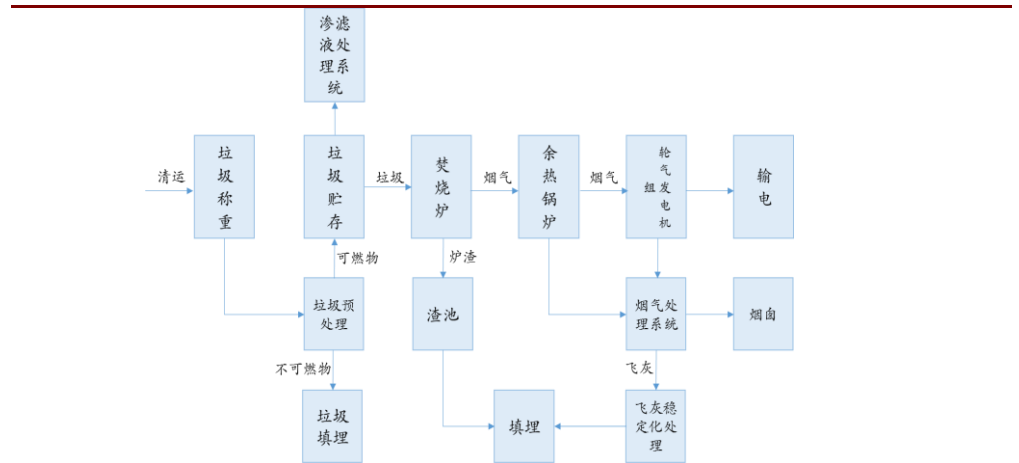 渗滤
液处
理系
统
清运
垃
圾
称
重
垃
圾
贮
存
垃圾
焚
烧
炉
烟气
余
热
锅
炉
烟气
轮
气
组发
电
机
输
电
可燃物
炉渣
垃圾预
处理
渣池
烟气处
理系统
烟囱
不可燃物
飞灰
垃圾
填埋
填埋
飞灰稳
定化处
理